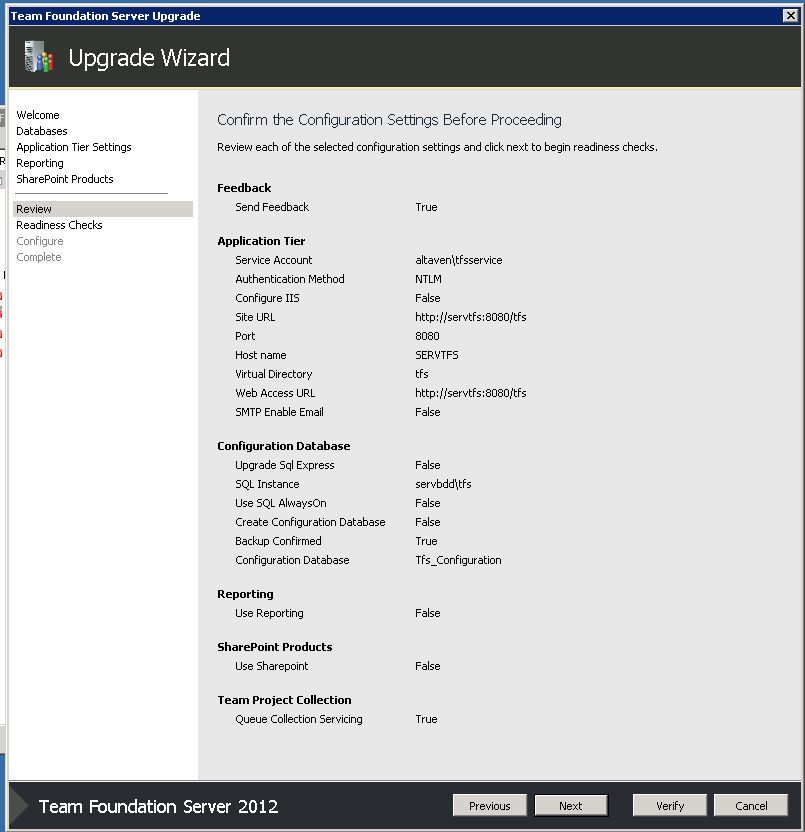 Team Foundation Server Upgrade
Upgrade Wizard
Welcome
Databases
Application Tier Settings
Reporting
SharePoint Products
Review
Readiness Checks
Configure
Complete
Confirm the Configuration Settings Before Proceeding
Review each of the selected configuration settings and click next to begin readiness checks.
Feedback
Send Feedback True
Application Tier
Service Account altaven\tfsservice
Authentication Method NTLM
Configure IIS False
Site URL http://servtfs:8080/tfs
Port 8080
Host name SERVTFS
Virtual Directory tfs
Web Access URL http://servtfs:8080/tfs
SMTP Enable Email False
Configuration Database
Upgrade Sql Express False
SQL Instance servbdd\tfs
Use SQL AlwaysOn False
Create Configuration Database False
Backup Confirmed True
Configuration Database Tfs_Configuration
Reporting
Use Reporting False
SharePoint Products
Use Sharepoint False
Team Project Collection
Queue Collection Servicing True
Team Foundation Server 2012
Previous Next Verify Cancel